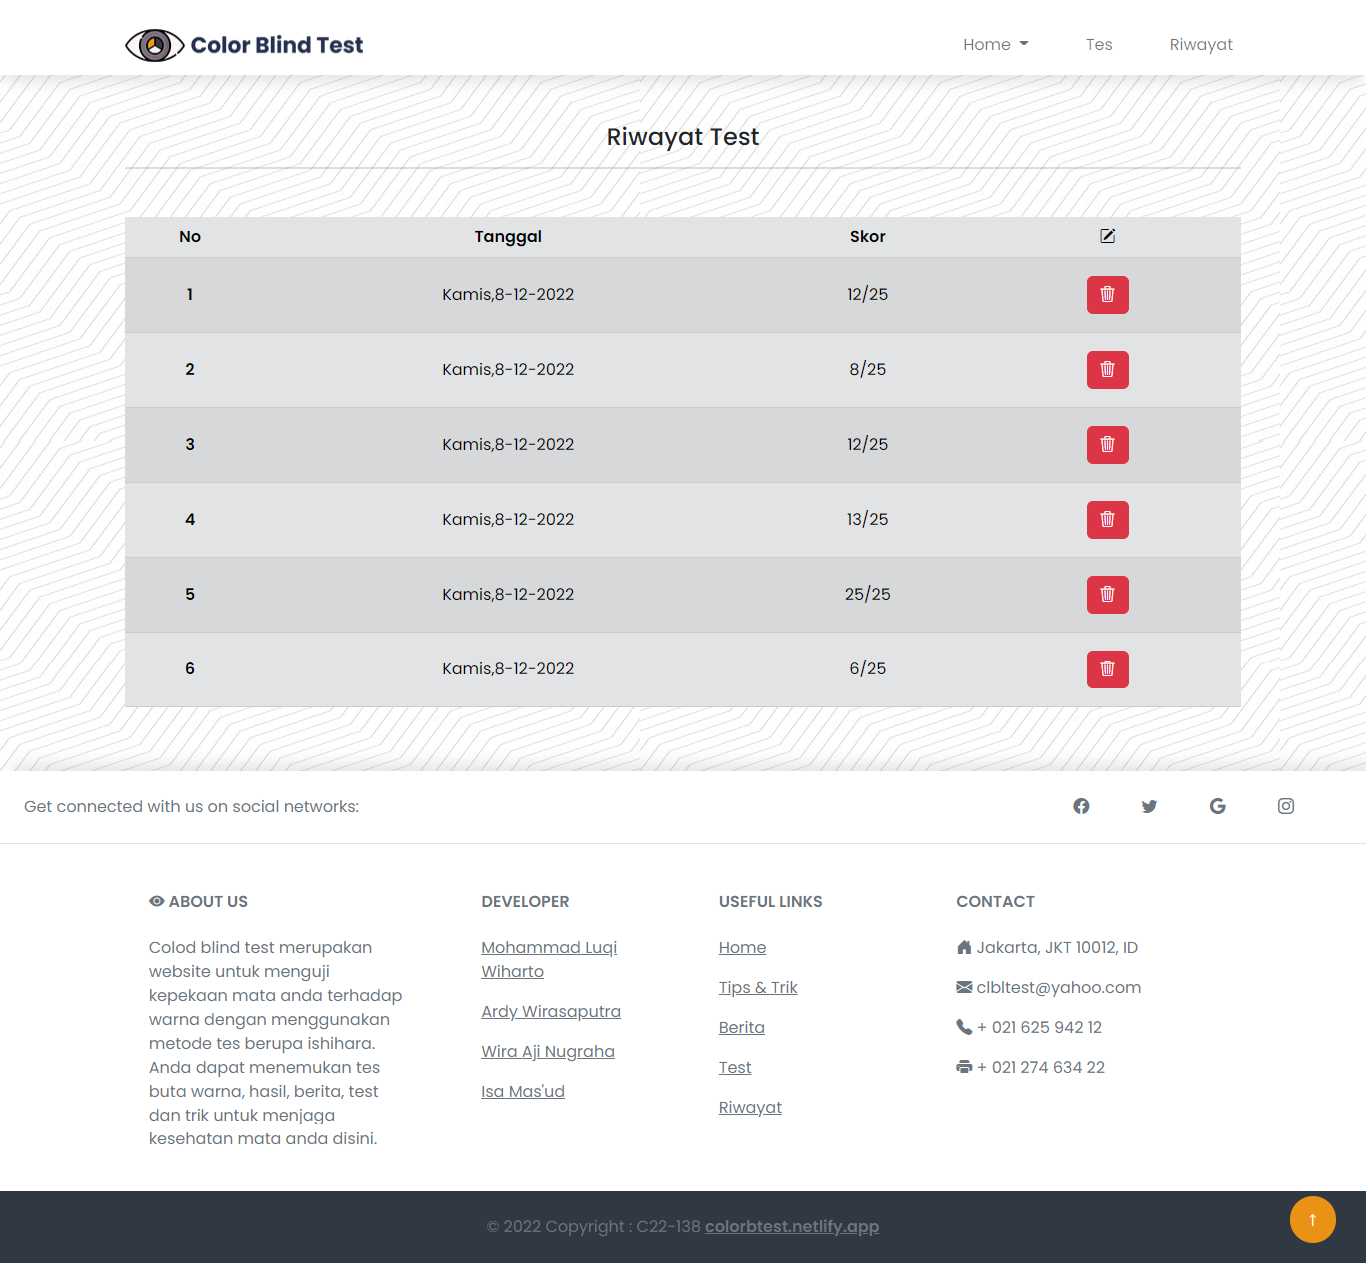 Color Blind Test
Home
Tes
Riwayat
Riwayat Test
No Tanggal Skor
1 Kamis,8-12-2022 12/25
2 Kamis,8-12-2022 8/25
3 Kamis,8-12-2022 12/25
4 Kamis,8-12-2022 13/25
5 Kamis,8-12-2022 25/25
6 Kamis,8-12-2022 6/25
Get connected with us on social networks:
ABOUT US
Colod blind test merupakan
website untuk menguji
kepekaan mata anda terhadap
warna dengan menggunakan
metode tes berupa ishihara.
Anda dapat menemukan tes
buta warna, hasil, berita, test
dan trik untuk menjaga
kesehatan mata anda disini.
DEVELOPER
Mohammad Luqi
Wiharto
Ardy Wirasaputra
Wira Aji Nugraha
Isa Mas'ud
USEFUL LINKS
Home
Tips & Trik
Berita
Test
Riwayat
CONTACT
Jakarta, JKT 10012, ID
clbltest@yahoo.com
+ 021 625 942 12
+ 021 274 634 22
© 2022 Copyright : C22-138 colorbtest.netlify.app
↑